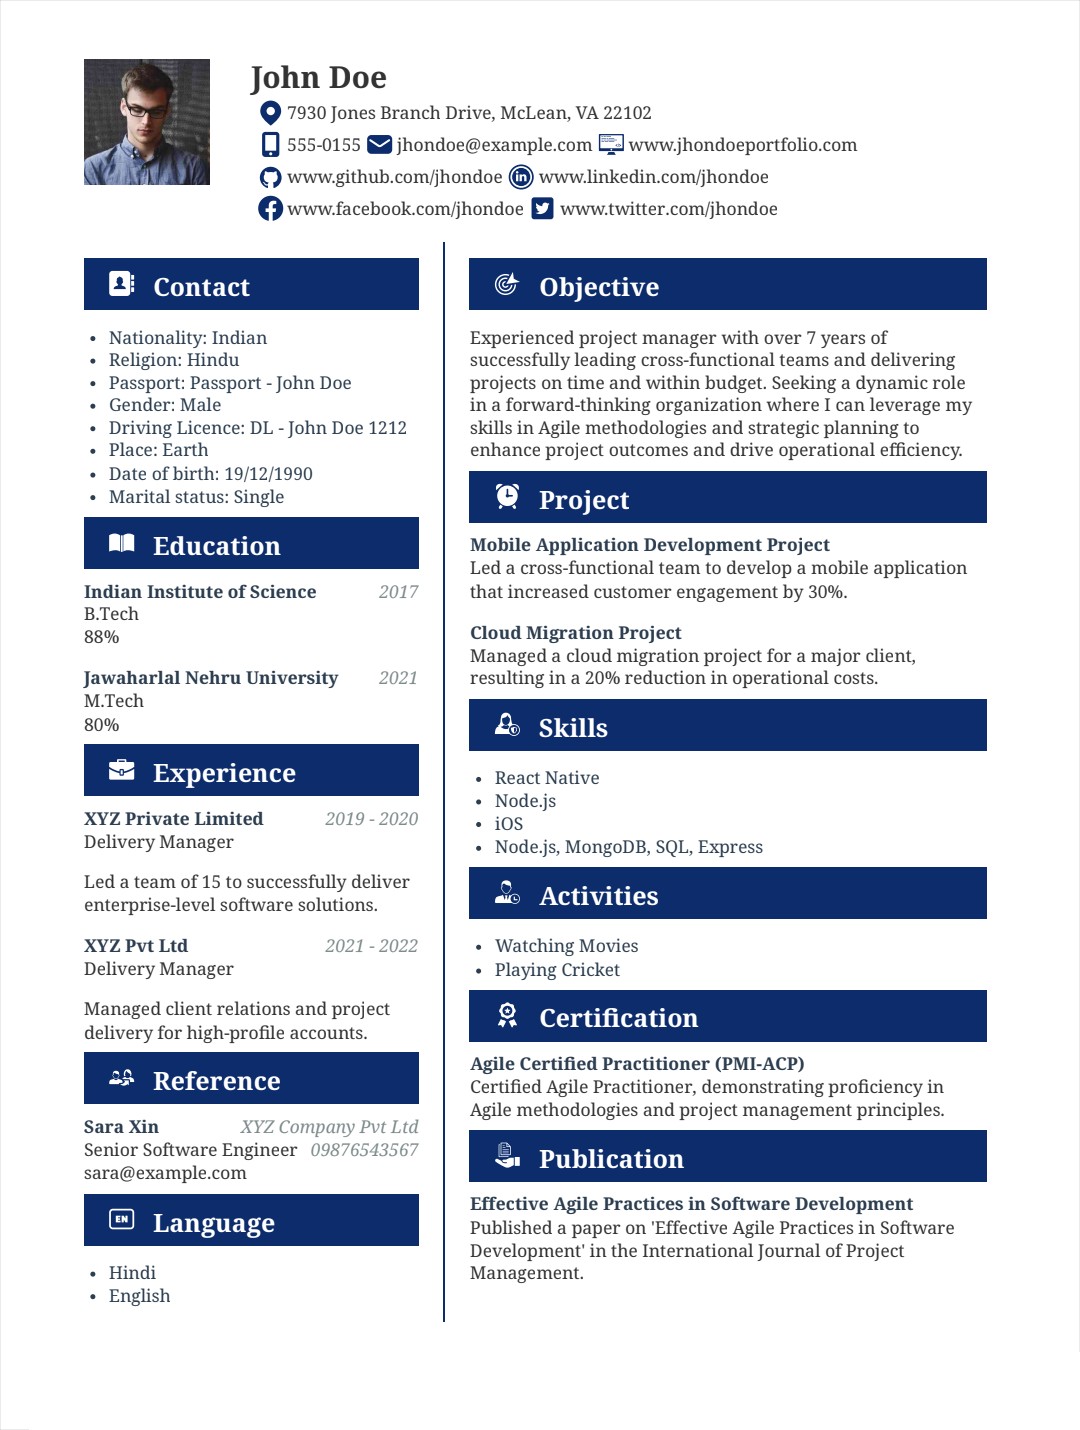 John Doe
7930 Jones Branch Drive, McLean, VA 22102
555-0155 jhondoe@example.com www.jhondoeportfolio.com
www.github.com/jhondoe www.linkedin.com/jhondoe
www.facebook.com/jhondoe www.twitter.com/jhondoe
Contact
• Nationality: Indian
• Religion: Hindu
• Passport: Passport - John Doe
• Gender: Male
• Driving Licence: DL - John Doe 1212
• Place: Earth
• Date of birth: 19/12/1990
• Marital status: Single
Education
Indian Institute of Science 2017
B.Tech
88%
Jawaharlal Nehru University 2021
M.Tech
80%
Experience
XYZ Private Limited 2019 - 2020
Delivery Manager
Led a team of 15 to successfully deliver
enterprise-level software solutions.
XYZ Pvt Ltd 2021 - 2022
Delivery Manager
Managed client relations and project
delivery for high-profile accounts.
Reference
Sara Xin XYZ Company Pvt Ltd
Senior Software Engineer 09876543567
sara@example.com
EN Language
• Hindi
• English
Objective
Experienced project manager with over 7 years of
successfully leading cross-functional teams and delivering
projects on time and within budget. Seeking a dynamic role
in a forward-thinking organization where I can leverage my
skills in Agile methodologies and strategic planning to
enhance project outcomes and drive operational efficiency.
Project
Mobile Application Development Project
Led a cross-functional team to develop a mobile application
that increased customer engagement by 30%.
Cloud Migration Project
Managed a cloud migration project for a major client,
resulting in a 20% reduction in operational costs.
Skills
• React Native
• Node.js
• iOS
• Node.js, MongoDB, SQL, Express
Activities
• Watching Movies
• Playing Cricket
Certification
Agile Certified Practitioner (PMI-ACP)
Certified Agile Practitioner, demonstrating proficiency in
Agile methodologies and project management principles.
Publication
Effective Agile Practices in Software Development
Published a paper on 'Effective Agile Practices in Software
Development' in the International Journal of Project
Management.